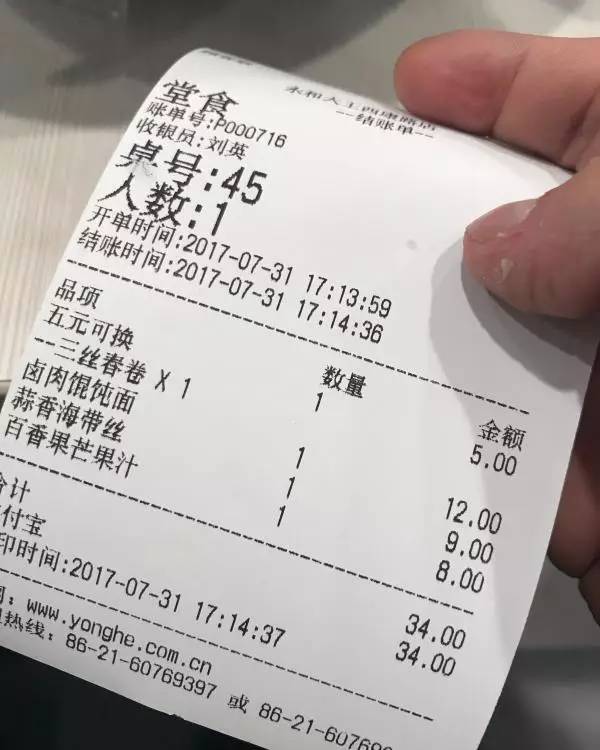 永和大王西康路店
--结账单--
堂食
账单号:P000716
收银员:刘英
桌号:45
人数:1
开单时间:2017-07-31 17:13:59
结账时间:2017-07-31 17:14:36
品项 数量 金额
五元可换 1 5.00
--三丝春卷 X 1
卤肉馄饨面 1 12.00
蒜香海带丝 1 9.00
百香果芒果汁 1 8.00
合计 34.00
付宝 34.00
印时间:2017-07-31 17:14:37
: www.yonghe.com.cn
热线: 86-21-60769397 或 86-21-607693